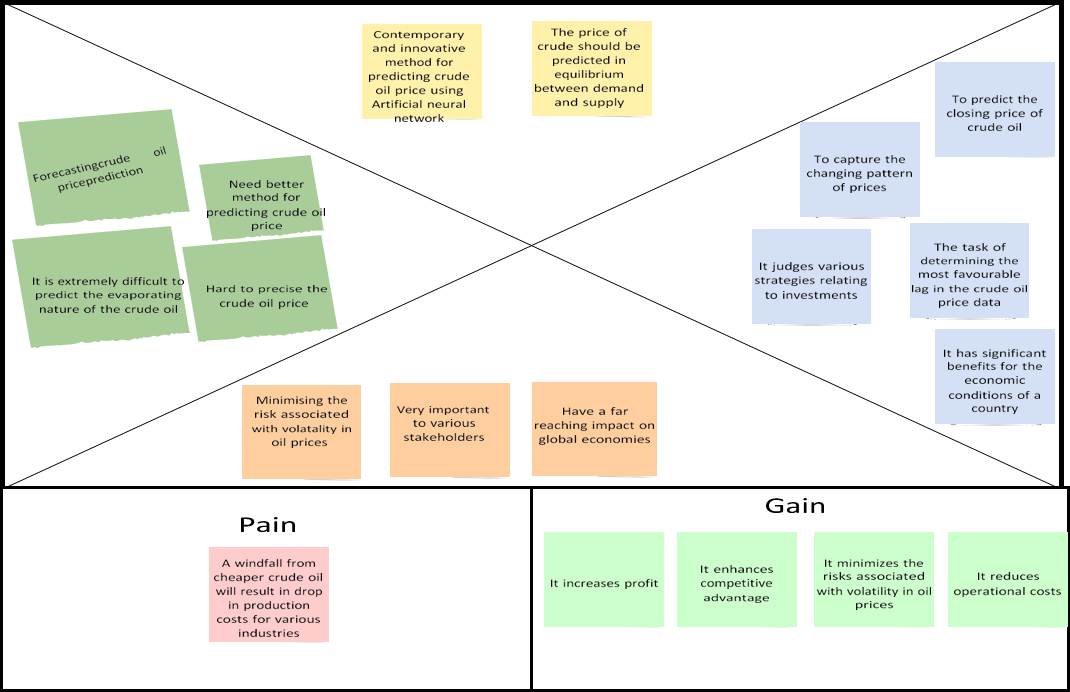 Contemporary
and innovative
method for
predicting crude
oil price using
Artificial neural
network
The price of
crude should be
predicted in
equilibrium
between demand
and supply
Forecastingcrude oil
priceprediction
Need better
method for
predicting crude oil
price
It is extremely difficult to
predict the evaporating
nature of the crude oil
Hard to precise the
crude oil price
To predict the
closing price of
crude oil
To capture the
changing pattern
of prices
It judges various
strategies relating
to investments
The task of
determining the
most favourable
lag in the crude oil
price data
It has significant
benefits for the
economic
conditions of a
country
Minimising the
risk associated
with volatality in
oil prices
Very important
to various
stakeholders
Have a far
reaching impact on
global economies
Pain
A windfall from
cheaper crude oil
will result in drop
in production
costs for various
industries
Gain
It increases profit
It enhances
competitive
advantage
It minimizes the
risks associated
with volatility in oil
prices
It reduces
operational costs